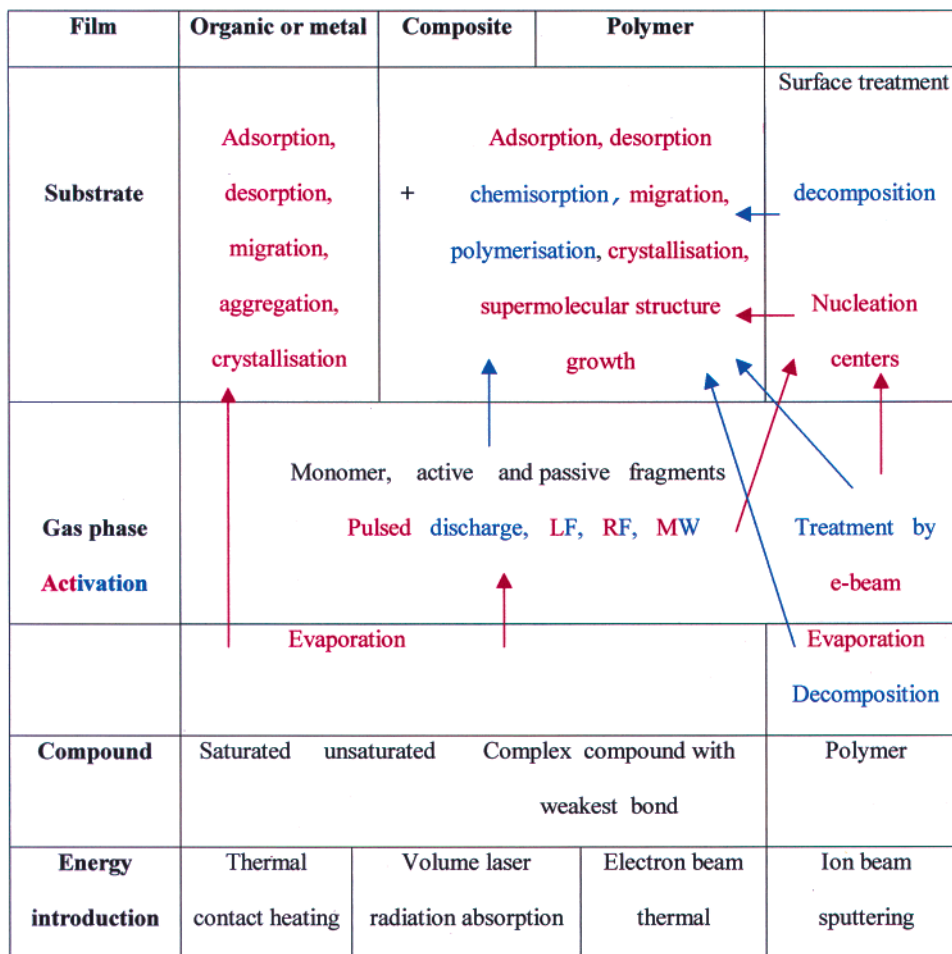 Film Organic or metal Composite Polymer
Surface treatment
Adsorption, Adsorption, desorption
Substrate desorption, + chemisorption, migration, decomposition
migration, polymerisation, crystallisation,
aggregation, supermolecular structure Nucleation
crystallisation growth centers
Monomer, active and passive fragments
Gas phase Pulsed discharge, LF, RF, MW Treatment by
Activation e-beam
Evaporation Evaporation
Decomposition
Compound Saturated unsaturated Complex compound with Polymer
weakest bond
Energy Thermal Volume laser Electron beam Ion beam
introduction contact heating radiation absorption thermal sputtering